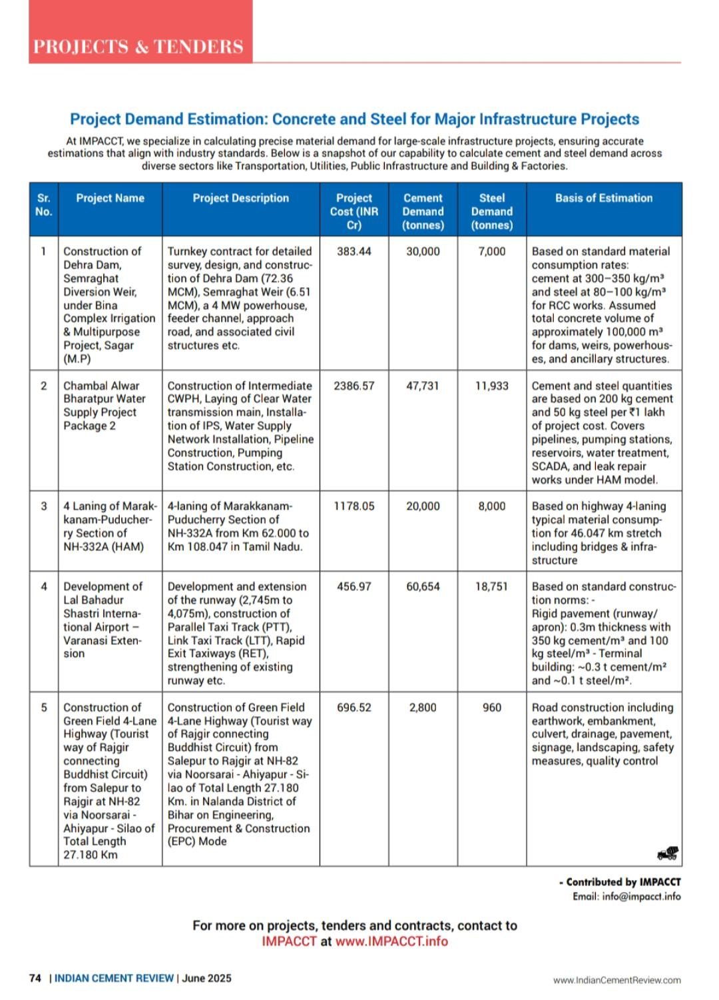 PROJECTS & TENDERS
Project Demand Estimation: Concrete and Steel for Major Infrastructure Projects
At IMPACCT, we specialize in calculating precise material demand for large-scale infrastructure projects, ensuring accurate
estimations that align with industry standards. Below is a snapshot of our capability to calculate cement and steel demand across
diverse sectors like Transportation, Utilities, Public Infrastructure and Building & Factories.
Sr.
No.
Project Name
Project Description
Project
Cost (INR
Cr)
Cement
Demand
(tonnes)
Steel
Demand
(tonnes)
Basis of Estimation
1
Construction of
Dehra Dam,
Semraghat
Diversion Weir,
under Bina
Complex Irrigation
& Multipurpose
Project, Sagar
(M.P)
Turnkey contract for detailed
survey, design, and construc-
tion of Dehra Dam (72.36
MCM), Semraghat Weir (6.51
MCM), a 4 MW powerhouse,
feeder channel, approach
road, and associated civil
structures etc.
383.44
30,000
7,000
Based on standard material
consumption rates:
cement at 300–350 kg/m³
and steel at 80–100 kg/m³
for RCC works. Assumed
total concrete volume of
approximately 100,000 m³
for dams, weirs, powerhous-
es, and ancillary structures.
2
Chambal Alwar
Bharatpur Water
Supply Project
Package 2
Construction of Intermediate
CWPH, Laying of Clear Water
transmission main, Installa-
tion of IPS, Water Supply
Network Installation, Pipeline
Construction, Pumping
Station Construction, etc.
2386.57
47,731
11,933
Cement and steel quantities
are based on 200 kg cement
and 50 kg steel per ₹1 lakh
of project cost. Covers
pipelines, pumping stations,
reservoirs, water treatment,
SCADA, and leak repair
works under HAM model.
3
4 Laning of Marak-
kanam-Puducher-
ry Section of
NH-332A (HAM)
4-laning of Marakkanam-
Puducherry Section of
NH-332A from Km 62.000 to
Km 108.047 in Tamil Nadu.
1178.05
20,000
8,000
Based on highway 4-laning
typical material consump-
tion for 46.047 km stretch
including bridges & infra-
structure
4
Development of
Lal Bahadur
Shastri Interna-
tional Airport –
Varanasi Exten-
sion
Development and extension
of the runway (2,745m to
4,075m), construction of
Parallel Taxi Track (PTT),
Link Taxi Track (LTT), Rapid
Exit Taxiways (RET),
strengthening of existing
runway etc.
456.97
60,654
18,751
Based on standard construc-
tion norms: -
Rigid pavement (runway/
apron): 0.3m thickness with
350 kg cement/m³ and 100
kg steel/m³ - Terminal
building: ~0.3 t cement/m²
and ~0.1 t steel/m².
5
Construction of
Green Field 4-Lane
Highway (Tourist
way of Rajgir
connecting
Buddhist Circuit)
from Salepur to
Rajgir at NH-82
via Noorsarai -
Ahiyapur - Silao of
Total Length
27.180 Km
Construction of Green Field
4-Lane Highway (Tourist way
of Rajgir connecting
Buddhist Circuit) from
Salepur to Rajgir at NH-82
via Noorsarai - Ahiyapur - Si-
lao of Total Length 27.180
Km. in Nalanda District of
Bihar on Engineering,
Procurement & Construction
(EPC) Mode
696.52
2,800
960
Road construction including
earthwork, embankment,
culvert, drainage, pavement,
signage, landscaping, safety
measures, quality control
- Contributed by IMPACCT
Email: info@impacct.info
For more on projects, tenders and contracts, contact to
IMPACCT at www.IMPACCT.info
74 | INDIAN CEMENT REVIEW | June 2025
www.IndianCementReview.com